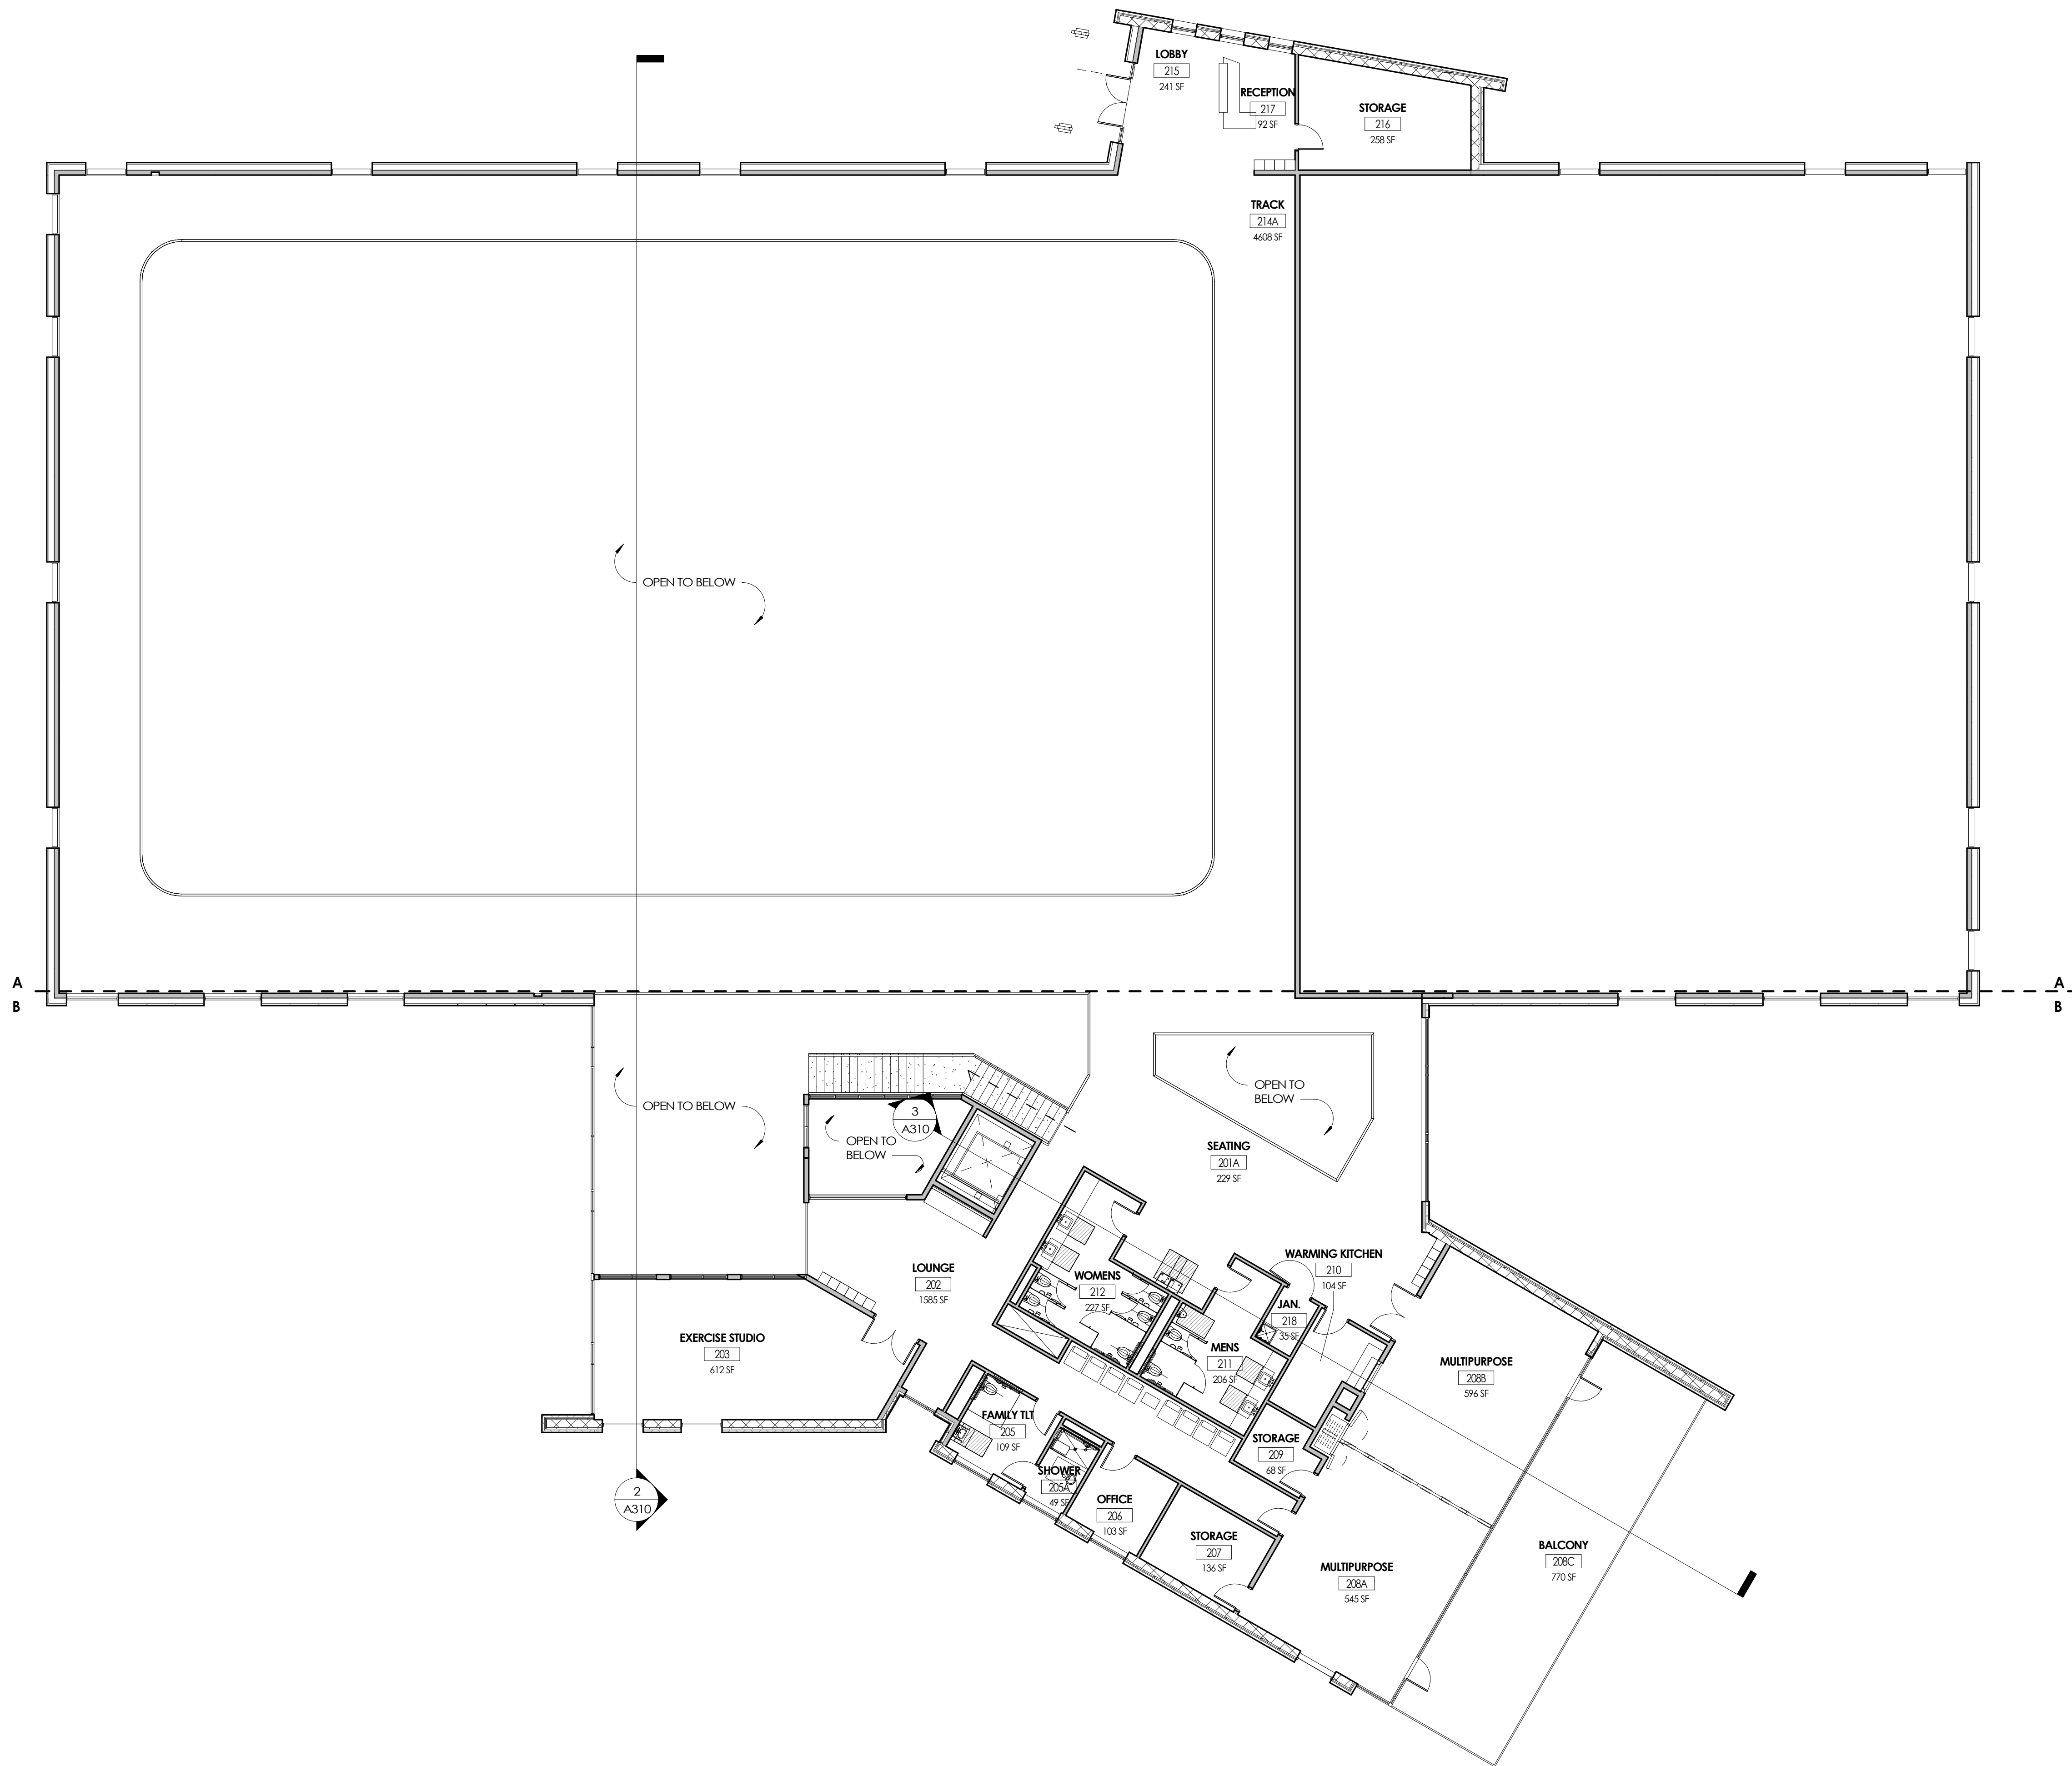 LOBBY
215
241 SF
RECEPTION
217
92 SF
STORAGE
216
258 SF
TRACK
214A
4608 SF
OPEN TO BELOW
A
B
A
B
OPEN TO BELOW
OPEN TO
BELOW
3
A310
OPEN TO
BELOW
SEATING
201A
229 SF
LOUNGE
202
1585 SF
WOMENS
212
227 SF
WARMING KITCHEN
210
104 SF
JAN.
218
35 SF
EXERCISE STUDIO
203
612 SF
MENS
211
206 SF
MULTIPURPOSE
208B
596 SF
FAMILY TLT
205
109 SF
STORAGE
209
68 SF
SHOWER
205A
49 SF
OFFICE
206
103 SF
2
A310
STORAGE
207
136 SF
MULTIPURPOSE
208A
545 SF
BALCONY
208C
770 SF